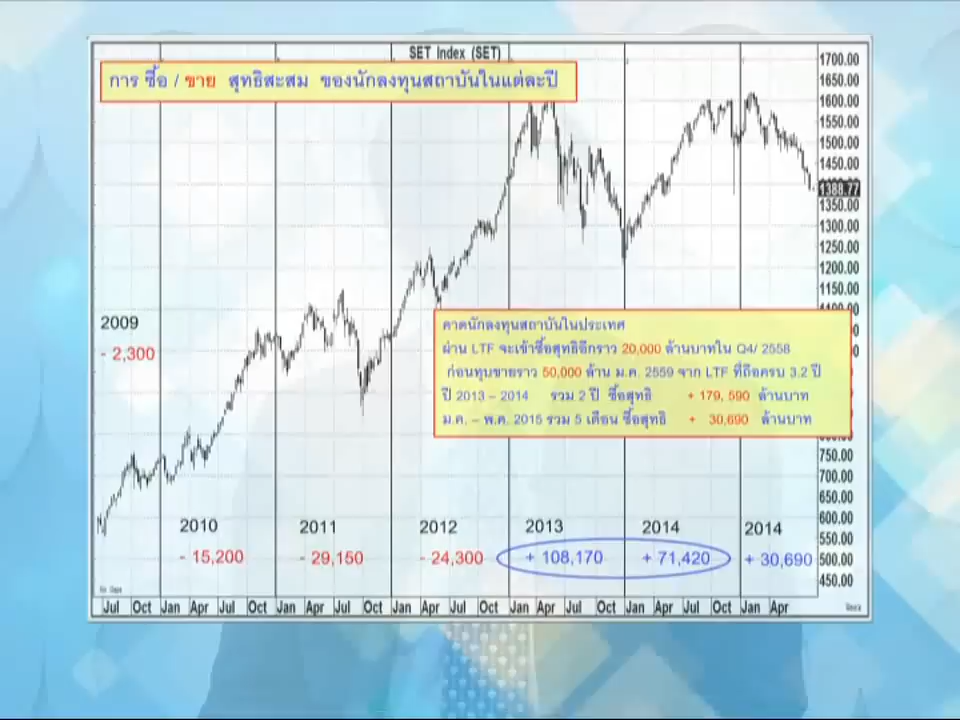 SET Index (SET)
การ ซื้อ / ขาย สุทธิสะสม ของนักลงทุนสถาบันในแต่ละปี
1700.00
1650.00
1600.00
1550.00
1500.00
1450.00
1388.77
1350.00
1300.00
1250.00
1200.00
1150.00
2009
- 2,300
คาดนักลงทุนสถาบันในประเทศ
ผ่าน LTF จะเข้าซื้อสุทธิอีกราว 20,000 ล้านบาทใน Q4/ 2558
ก่อนทุบขายราว 50,000 ล้าน ม.ค. 2559 จาก LTF ที่ถือครบ 3.2 ปี
ปี 2013 – 2014 รวม 2 ปี ซื้อสุทธิ + 179, 590 ล้านบาท
ม.ค. – พ.ค. 2015 รวม 5 เดือน ซื้อสุทธิ + 30,690 ล้านบาท
750.00
700.00
650.00
600.00
550.00
500.00
450.00
2010 2011 2012 2013 2014 2014
- 15,200 - 29,150 - 24,300 + 108,170 + 71,420 + 30,690
Jul Oct Jan Apr Jul Oct Jan Apr Jul Oct Jan Apr Jul Oct Jan Apr Jul Oct Jan Apr Jul Oct Jan Apr